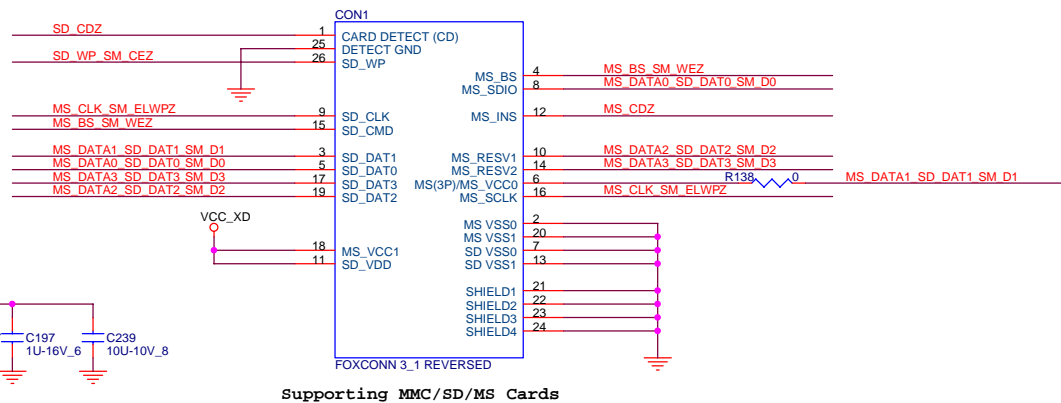 CON1
SD_CDZ 1 CARD DETECT (CD)
25 DETECT GND
SD_WP_SM_CEZ 26 SD_WP
MS_BS 4 MS_BS_SM_WEZ
MS_SDIO 8 MS_DATA0_SD_DAT0_SM_D0
MS_CLK_SM_ELWPZ 9 SD_CLK MS_INS 12 MS_CDZ
MS_BS_SM_WEZ 15 SD_CMD
MS_DATA1_SD_DAT1_SM_D1 3 SD_DAT1 MS_RESV1 10 MS_DATA2_SD_DAT2_SM_D2
MS_DATA0_SD_DAT0_SM_D0 5 SD_DAT0 MS_RESV2 14 MS_DATA3_SD_DAT3_SM_D3
MS_DATA3_SD_DAT3_SM_D3 17 SD_DAT3 MS(3P)/MS_VCC0 6 R138 0 MS_DATA1_SD_DAT1_SM_D1
MS_DATA2_SD_DAT2_SM_D2 19 SD_DAT2 MS_SCLK 16 MS_CLK_SM_ELWPZ
VCC_XD
MS VSS0 2
MS VSS1 20
18 MS_VCC1 SD VSS0 7
11 SD_VDD SD VSS1 13
SHIELD1 21
SHIELD2 22
SHIELD3 23
SHIELD4 24
C197 C239
1U-16V_6 10U-10V_8
FOXCONN 3_1 REVERSED
Supporting MMC/SD/MS Cards